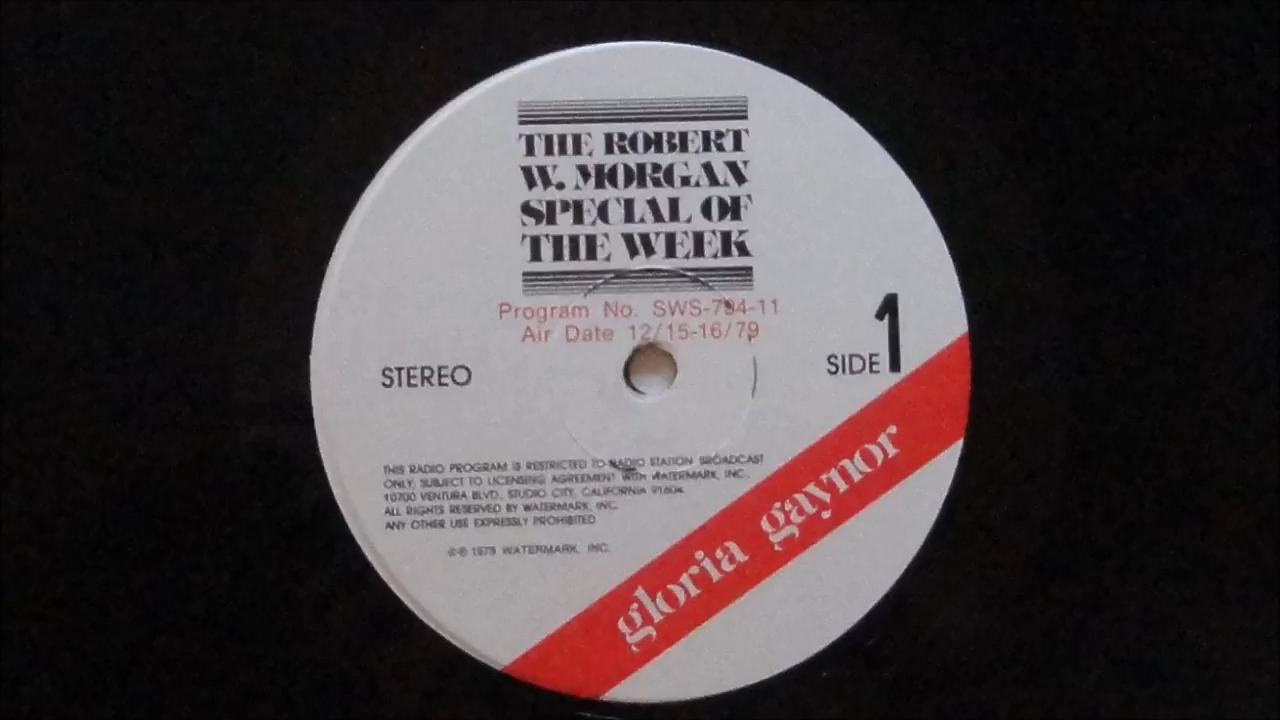 THE ROBERT
W. MORGAN
SPECIAL OF
THE WEEK
Program No. SWS-794-11
Air Date 12/15-16/79
STEREO
SIDE 1
THIS RADIO PROGRAM IS RESTRICTED TO RADIO STATION BROADCAST
ONLY; SUBJECT TO LICENSING AGREEMENT WITH WATERMARK, INC.,
10700 VENTURA BLVD., STUDIO CITY, CALIFORNIA 91604.
ALL RIGHTS RESERVED BY WATERMARK, INC.
ANY OTHER USE EXPRESSLY PROHIBITED.
©℗ 1979 WATERMARK, INC.
gloria gaynor